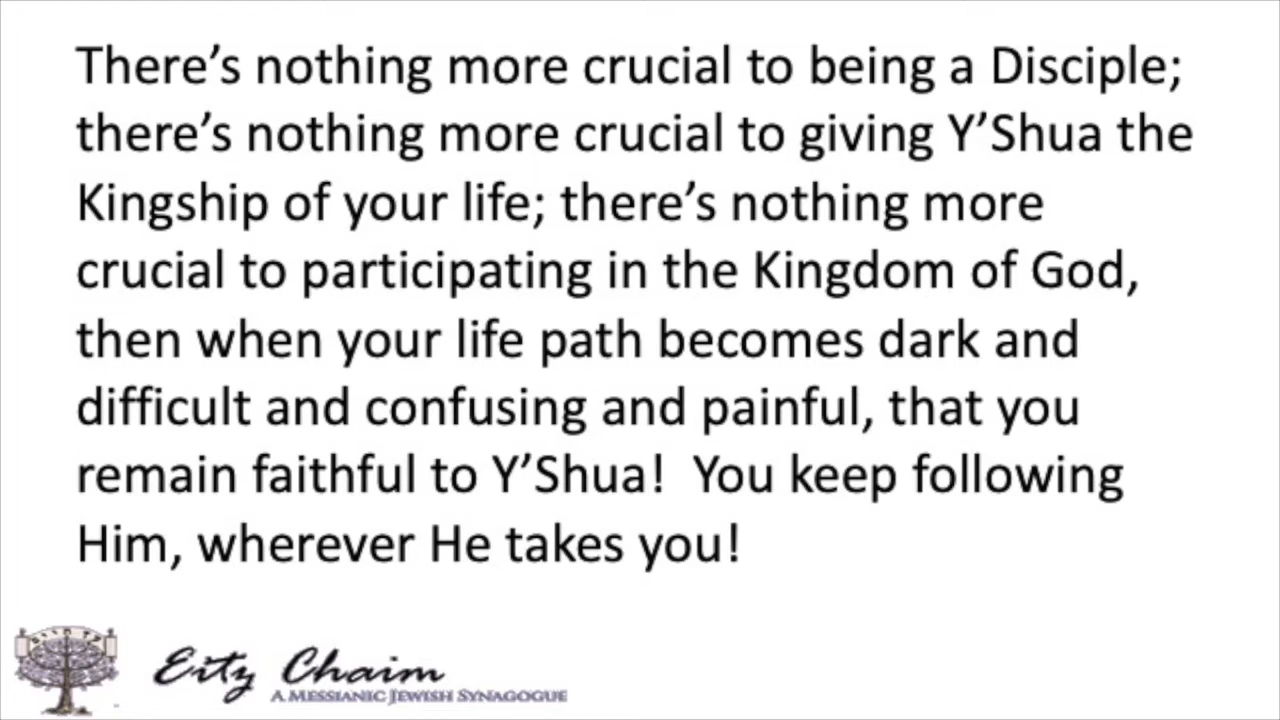 There’s nothing more crucial to being a Disciple;
there’s nothing more crucial to giving Y’Shua the
Kingship of your life; there’s nothing more
crucial to participating in the Kingdom of God,
then when your life path becomes dark and
difficult and confusing and painful, that you
remain faithful to Y’Shua!  You keep following
Him, wherever He takes you!
Eitz Chaim
A Messianic Jewish Synagogue